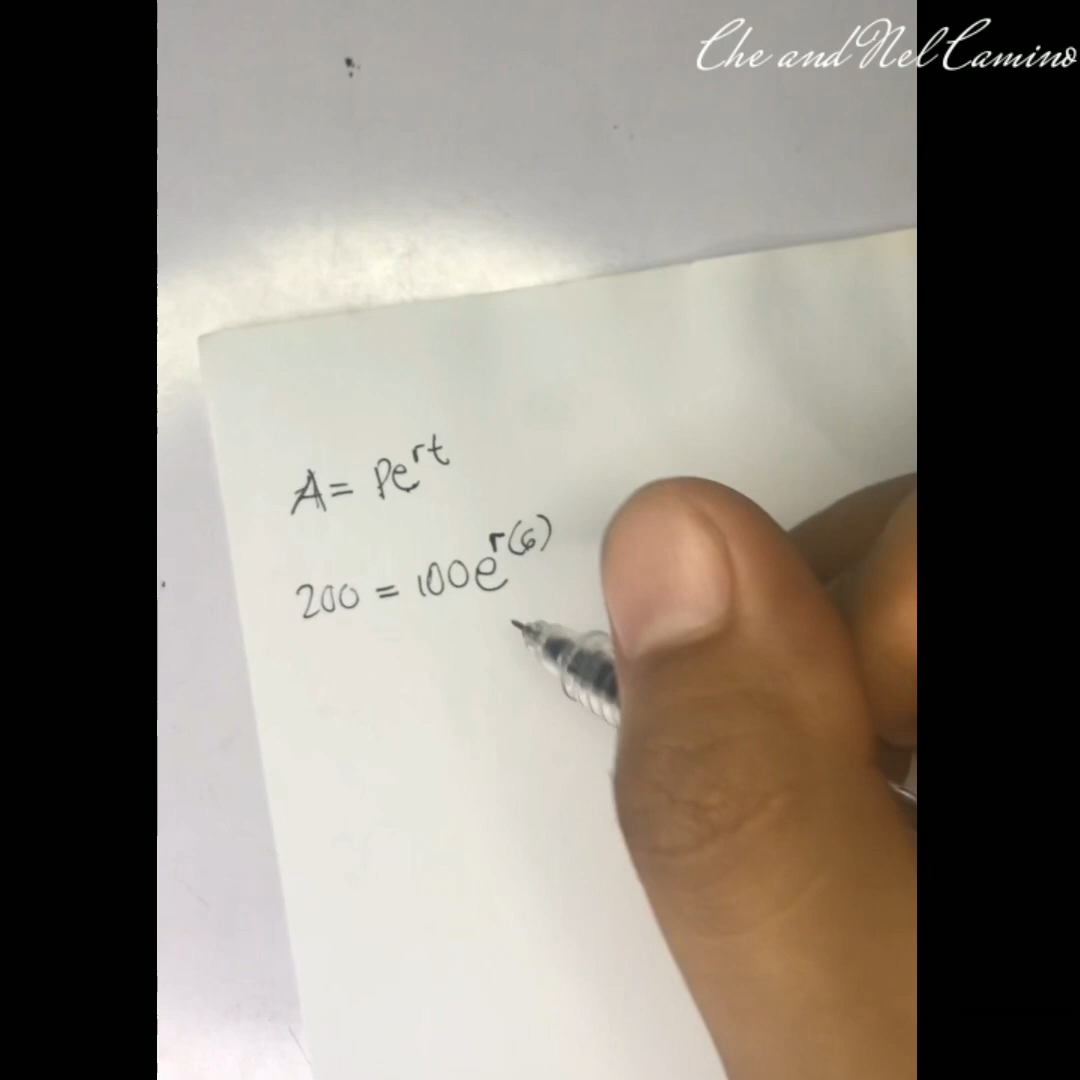 Che and Nel Camino
A = Pe^rt
200 = 100e^r(6)